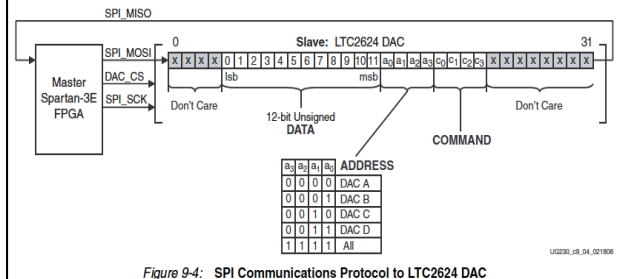 SPI_MISO
SPI_MOSI
DAC_CS
SPI_SCK
Master
Spartan-3E
FPGA
0 Slave: LTC2624 DAC 31
X X X X 0 1 2 3 4 5 6 7 8 9 10 11 a0 a1 a2 a3 c0 c1 c2 c3 X X X X X X X X
lsb msb
Don't Care
12-bit Unsigned
DATA
COMMAND
Don't Care
a3 a2 a1 a0 ADDRESS
0 0 0 0 DAC A
0 0 0 1 DAC B
0 0 1 0 DAC C
0 0 1 1 DAC D
1 1 1 1 All
UG230_c9_04_021806
Figure 9-4: SPI Communications Protocol to LTC2624 DAC